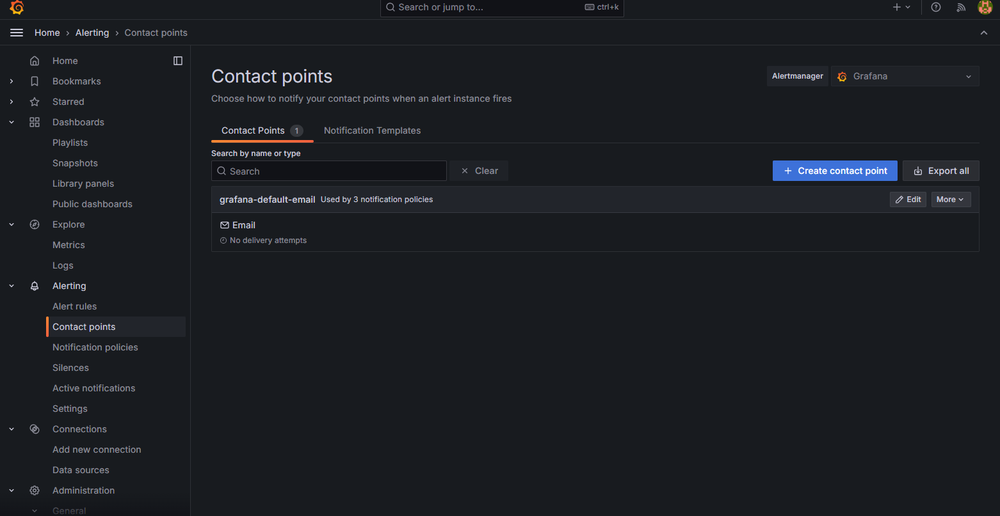 Search or jump to... ctrl+k
Home › Alerting › Contact points
Home
Bookmarks
Starred
Dashboards
Playlists
Snapshots
Library panels
Public dashboards
Explore
Metrics
Logs
Alerting
Alert rules
Contact points
Notification policies
Silences
Active notifications
Settings
Connections
Add new connection
Data sources
Administration
General
Contact points
Choose how to notify your contact points when an alert instance fires
Alertmanager Grafana
Contact Points 1 Notification Templates
Search by name or type
Search Clear
Create contact point Export all
grafana-default-email Used by 3 notification policies Edit More
Email
No delivery attempts